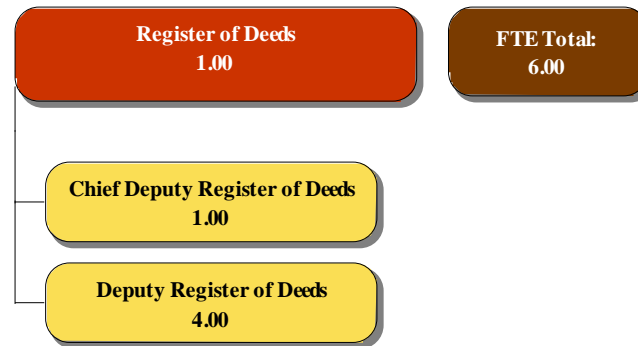 Register of Deeds
1.00
FTE Total:
6.00
Chief Deputy Register of Deeds
1.00
Deputy Register of Deeds
4.00